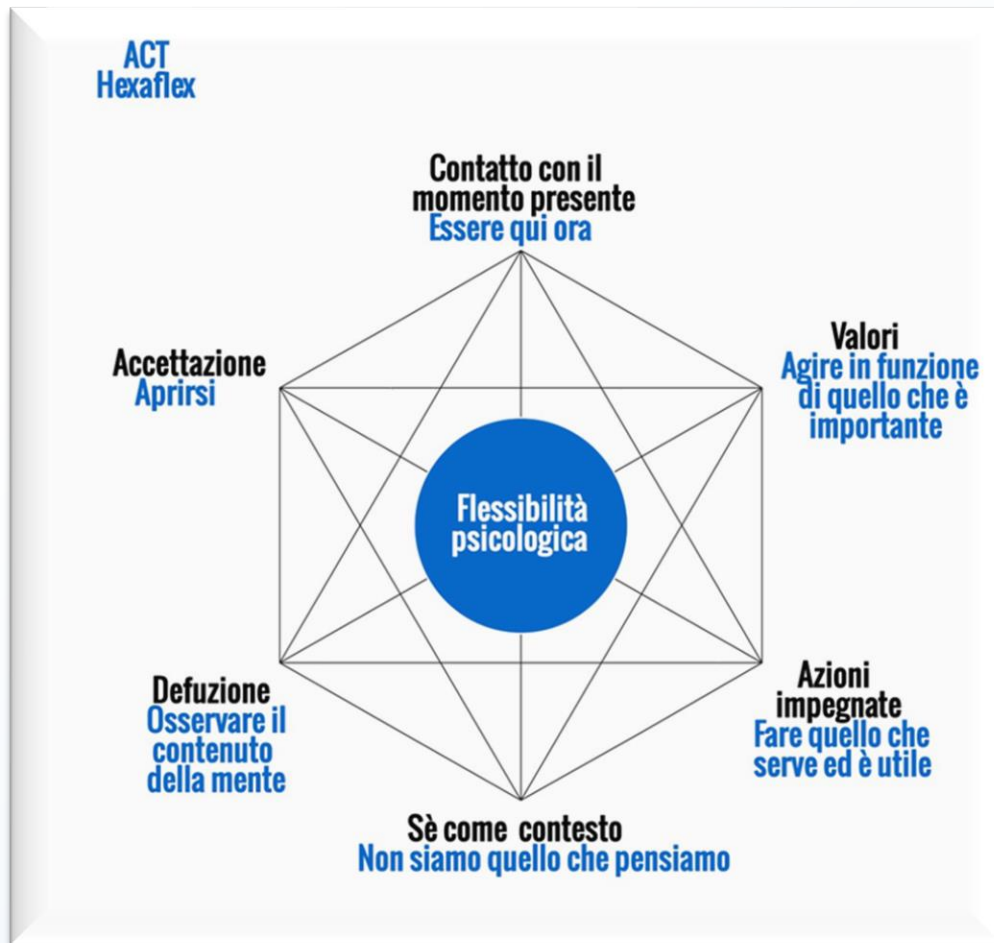 ACT
Hexaflex
Contatto con il
momento presente
Essere qui ora
Accettazione
Aprirsi
Valori
Agire in funzione
di quello che è
importante
Flessibilità
psicologica
Defuzione
Osservare il
contenuto
della mente
Azioni
impegnate
Fare quello che
serve ed è utile
Sè come contesto
Non siamo quello che pensiamo